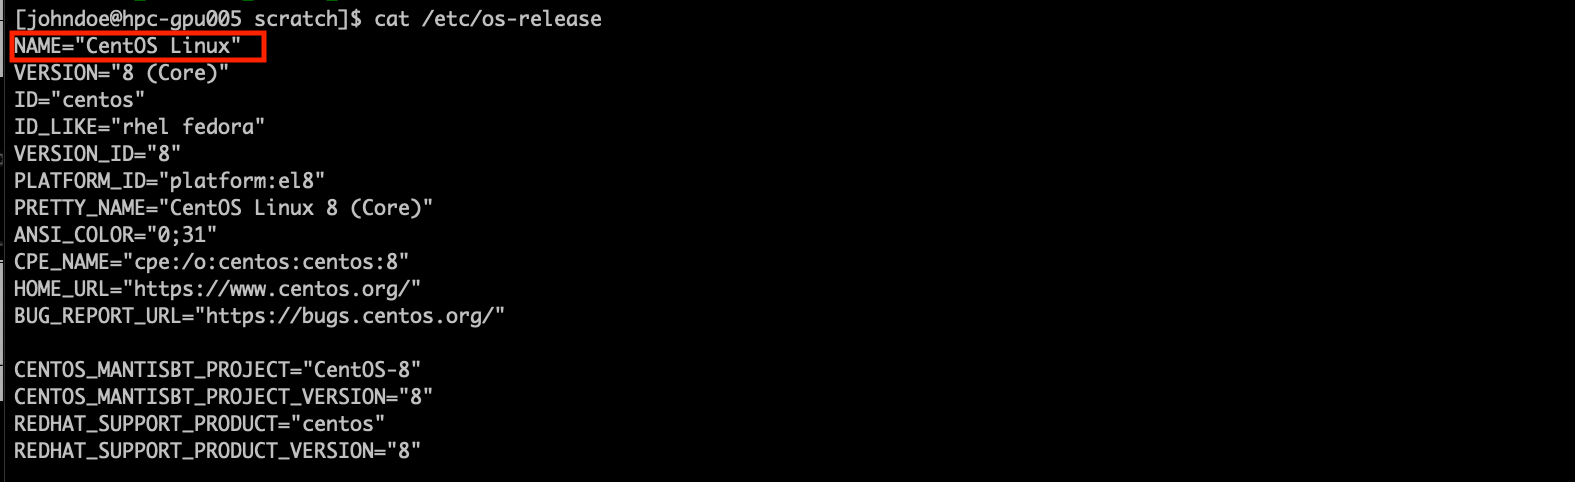 [johndoe@hpc-gpu005 scratch]$ cat /etc/os-release
NAME="CentOS Linux"
VERSION="8 (Core)"
ID="centos"
ID_LIKE="rhel fedora"
VERSION_ID="8"
PLATFORM_ID="platform:el8"
PRETTY_NAME="CentOS Linux 8 (Core)"
ANSI_COLOR="0;31"
CPE_NAME="cpe:/o:centos:centos:8"
HOME_URL="https://www.centos.org/"
BUG_REPORT_URL="https://bugs.centos.org/"

CENTOS_MANTISBT_PROJECT="CentOS-8"
CENTOS_MANTISBT_PROJECT_VERSION="8"
REDHAT_SUPPORT_PRODUCT="centos"
REDHAT_SUPPORT_PRODUCT_VERSION="8"